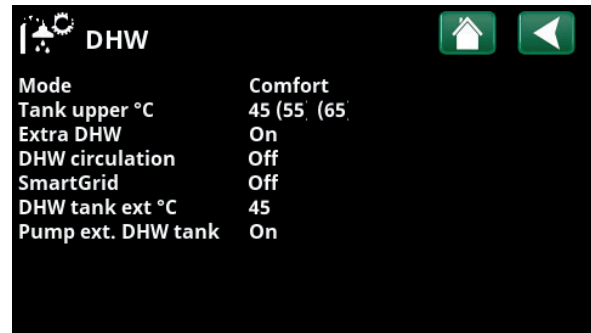 DHW
Mode Comfort
Tank upper °C 45 (55) (65)
Extra DHW On
DHW circulation Off
SmartGrid Off
DHW tank ext °C 45
Pump ext. DHW tank On